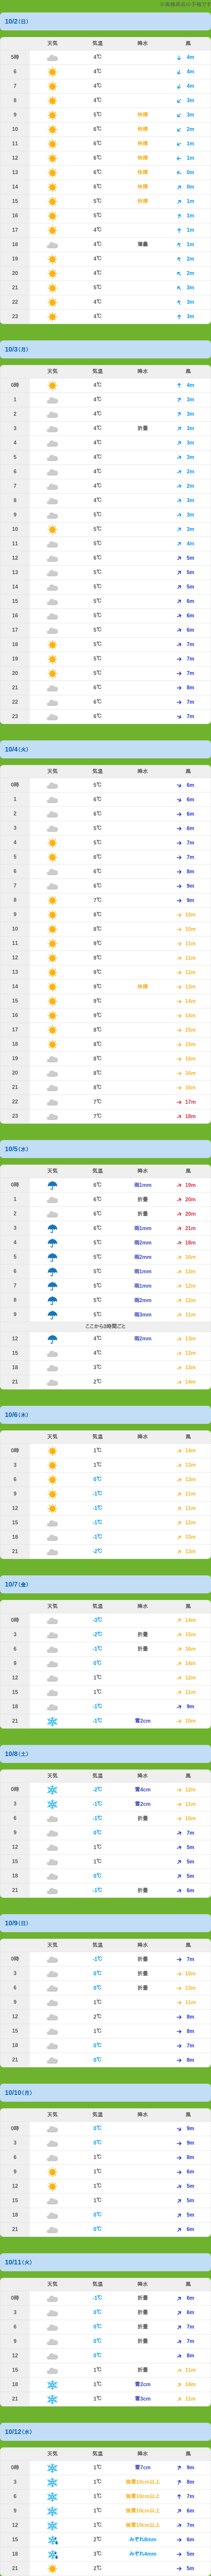 10/2(日)
天気 気温 降水 風
5時 4℃ 4m
6 4℃ 4m
7 4℃ 4m
8 4℃ 3m
9 5℃ 快晴 3m
10 6℃ 快晴 2m
11 6℃ 快晴 1m
12 6℃ 快晴 1m
13 6℃ 快晴 0m
14 6℃ 快晴 0m
15 5℃ 快晴 1m
16 5℃ 1m
17 4℃ 1m
18 4℃ 薄曇 1m
19 4℃ 2m
20 4℃ 2m
21 5℃ 3m
22 4℃ 3m
23 4℃ 3m
10/3(月)
天気 気温 降水 風
0時 4℃ 4m
1 4℃ 3m
2 4℃ 3m
3 4℃ 折曇 3m
4 4℃ 3m
5 4℃ 3m
6 4℃ 2m
7 4℃ 2m
8 4℃ 3m
9 5℃ 3m
10 5℃ 3m
11 5℃ 4m
12 6℃ 5m
13 5℃ 5m
14 5℃ 5m
15 5℃ 6m
16 6℃ 6m
17 6℃ 6m
18 5℃ 7m
19 5℃ 7m
20 5℃ 7m
21 6℃ 8m
22 6℃ 7m
23 6℃ 7m
10/4(火)
天気 気温 降水 風
0時 5℃ 6m
1 6℃ 6m
2 6℃ 6m
3 5℃ 6m
4 5℃ 7m
5 6℃ 7m
6 6℃ 8m
7 6℃ 9m
8 7℃ 9m
9 8℃ 10m
10 8℃ 10m
11 9℃ 11m
12 9℃ 11m
13 9℃ 12m
14 9℃ 快晴 13m
15 9℃ 14m
16 9℃ 14m
17 8℃ 15m
18 8℃ 15m
19 8℃ 16m
20 8℃ 16m
21 8℃ 16m
22 7℃ 17m
23 7℃ 18m
10/5(水)
天気 気温 降水 風
0時 6℃ 雨1mm 19m
1 6℃ 折曇 20m
2 6℃ 折曇 20m
3 6℃ 雨1mm 21m
4 5℃ 雨2mm 18m
5 5℃ 雨2mm 16m
6 5℃ 雨1mm 13m
7 5℃ 雨1mm 12m
8 5℃ 雨2mm 12m
9 5℃ 雨3mm 11m
ここから3時間ごと
12 4℃ 雨2mm 13m
15 4℃ 12m
18 3℃ 13m
21 2℃ 14m
10/6(木)
天気 気温 降水 風
0時 1℃ 14m
3 1℃ 13m
6 0℃ 13m
9 -1℃ 11m
12 -1℃ 11m
15 -1℃ 12m
18 -1℃ 12m
21 -2℃ 13m
10/7(金)
天気 気温 降水 風
0時 -3℃ 14m
3 -2℃ 折曇 15m
6 -1℃ 折曇 16m
9 0℃ 14m
12 1℃ 12m
15 1℃ 11m
18 -1℃ 9m
21 -1℃ 雪2cm 10m
10/8(土)
天気 気温 降水 風
0時 -2℃ 雪4cm 12m
3 -1℃ 雪2cm 11m
6 -1℃ 折曇 10m
9 0℃ 7m
12 1℃ 5m
15 1℃ 5m
18 0℃ 5m
21 -1℃ 折曇 6m
10/9(日)
天気 気温 降水 風
0時 -1℃ 折曇 7m
3 0℃ 折曇 10m
6 0℃ 折曇 12m
9 1℃ 11m
12 2℃ 8m
15 1℃ 8m
18 0℃ 7m
21 0℃ 8m
10/10(月)
天気 気温 降水 風
0時 0℃ 9m
3 0℃ 9m
6 1℃ 8m
9 1℃ 6m
12 1℃ 5m
15 1℃ 5m
18 0℃ 5m
21 0℃ 6m
10/11(火)
天気 気温 降水 風
0時 -1℃ 折曇 6m
3 0℃ 折曇 6m
6 0℃ 折曇 7m
9 0℃ 折曇 7m
12 0℃ 8m
15 1℃ 折曇 11m
18 1℃ 雪2cm 14m
21 1℃ 雪3cm 11m
10/12(水)
天気 気温 降水 風
0時 1℃ 雪7cm 9m
3 1℃ 強雪10cm以上 8m
6 1℃ 強雪10cm以上 7m
9 1℃ 強雪10cm以上 6m
12 1℃ 強雪10cm以上 7m
15 2℃ みぞれ8mm 6m
18 3℃ みぞれ4mm 5m
21 2℃ 5m